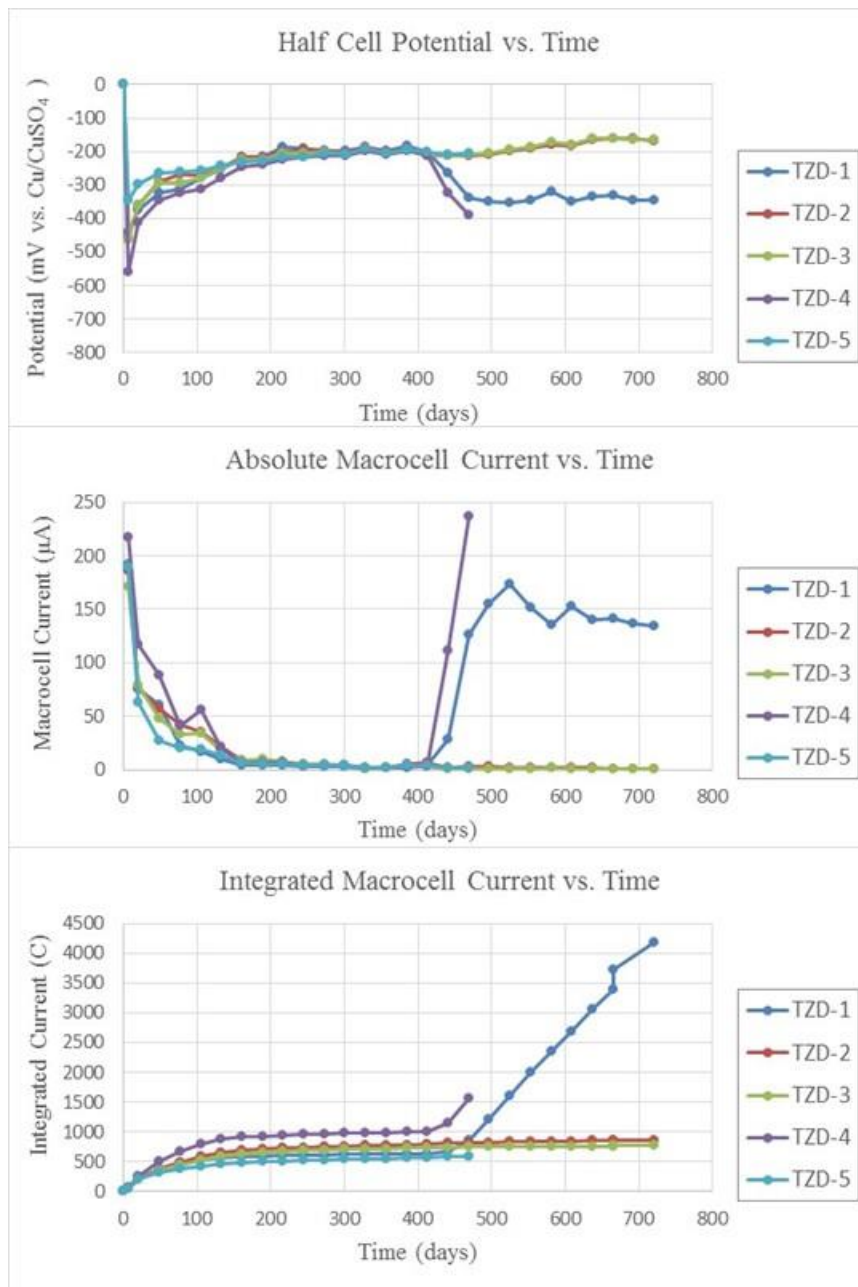 Half Cell Potential vs. Time
Potential (mV vs. Cu/CuSO₄ )
0
-100
-200
-300
-400
-500
-600
-700
-800
0 100 200 300 400 500 600 700 800
Time (days)
TZD-1
TZD-2
TZD-3
TZD-4
TZD-5
Absolute Macrocell Current vs. Time
Macrocell Current (μA)
250
200
150
100
50
0
0 100 200 300 400 500 600 700 800
Time (days)
TZD-1
TZD-2
TZD-3
TZD-4
TZD-5
Integrated Macrocell Current vs. Time
Integrated Current (C)
4500
4000
3500
3000
2500
2000
1500
1000
500
0
0 100 200 300 400 500 600 700 800
Time (days)
TZD-1
TZD-2
TZD-3
TZD-4
TZD-5